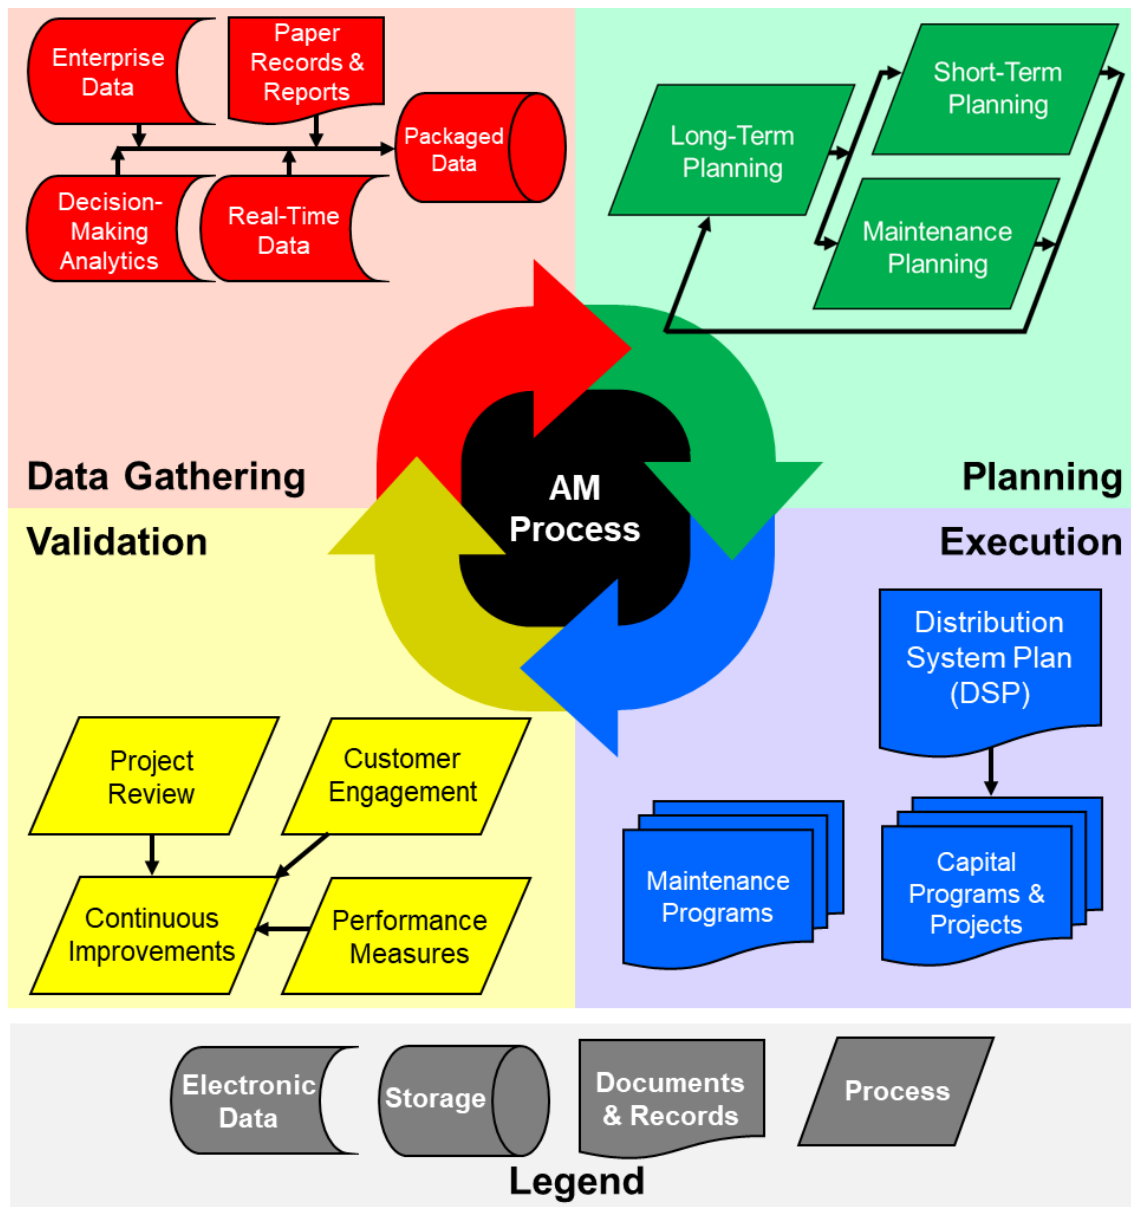 Enterprise
Data
Paper
Records &
Reports
Packaged
Data
Decision-
Making
Analytics
Real-Time
Data
Data Gathering
Long-Term
Planning
Short-Term
Planning
Maintenance
Planning
Planning
AM
Process
Validation
Project
Review
Customer
Engagement
Continuous
Improvements
Performance
Measures
Execution
Distribution
System Plan
(DSP)
Maintenance
Programs
Capital
Programs &
Projects
Electronic
Data
Storage
Documents
& Records
Process
Legend